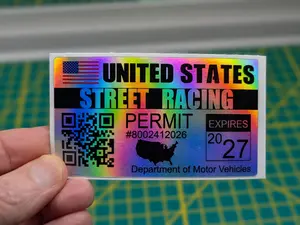 UNITED STATES
STREET RACING
PERMIT
#8002412026
EXPIRES
20
27
Department of Motor Vehicles